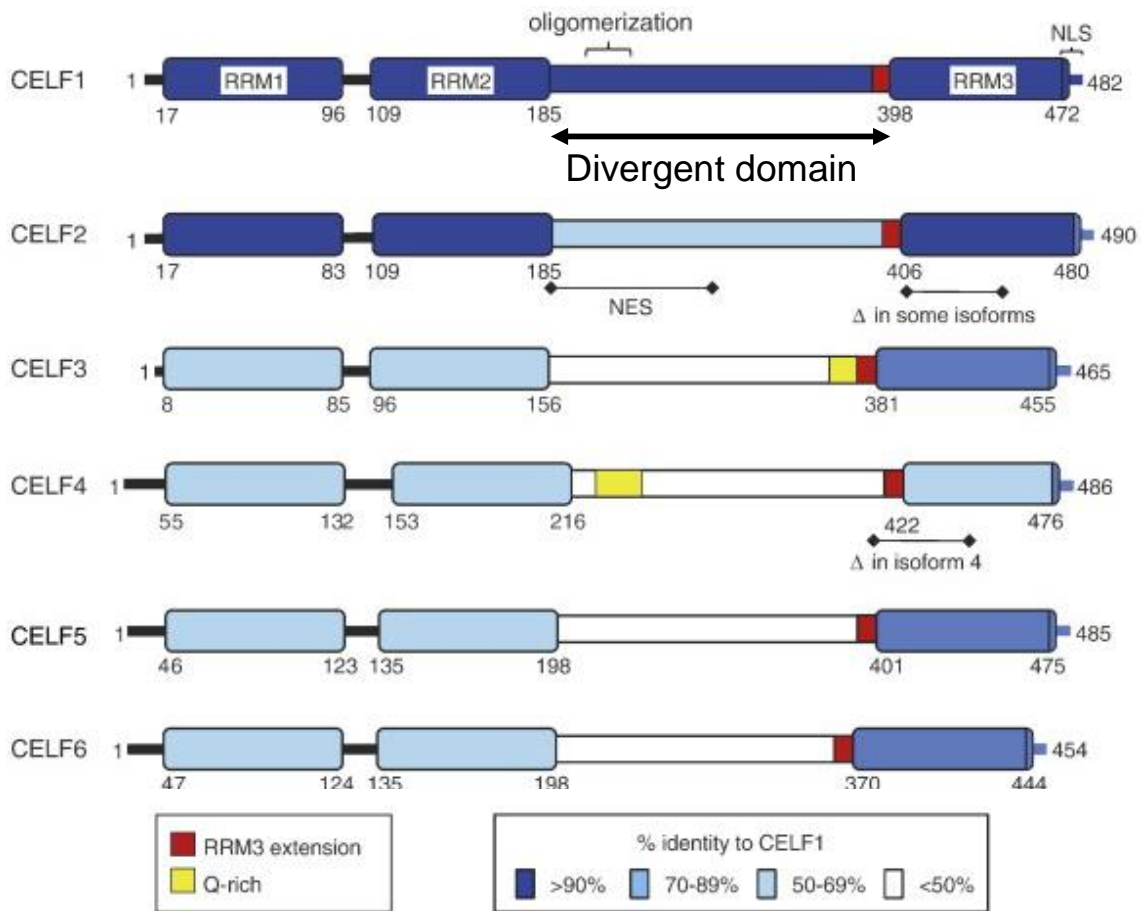 oligomerization
NLS
CELF1 1 RRM1 RRM2 RRM3 482
17 96 109 185 398 472
Divergent domain
CELF2 1 490
17 83 109 185 406 480
NES
Δ in some isoforms
CELF3 1 465
8 85 96 156 381 455
CELF4 1 486
55 132 153 216 422 476
Δ in isoform 4
CELF5 1 485
46 123 135 198 401 475
CELF6 1 454
47 124 135 198 370 444
RRM3 extension
Q-rich
% identity to CELF1
>90% 70-89% 50-69% <50%